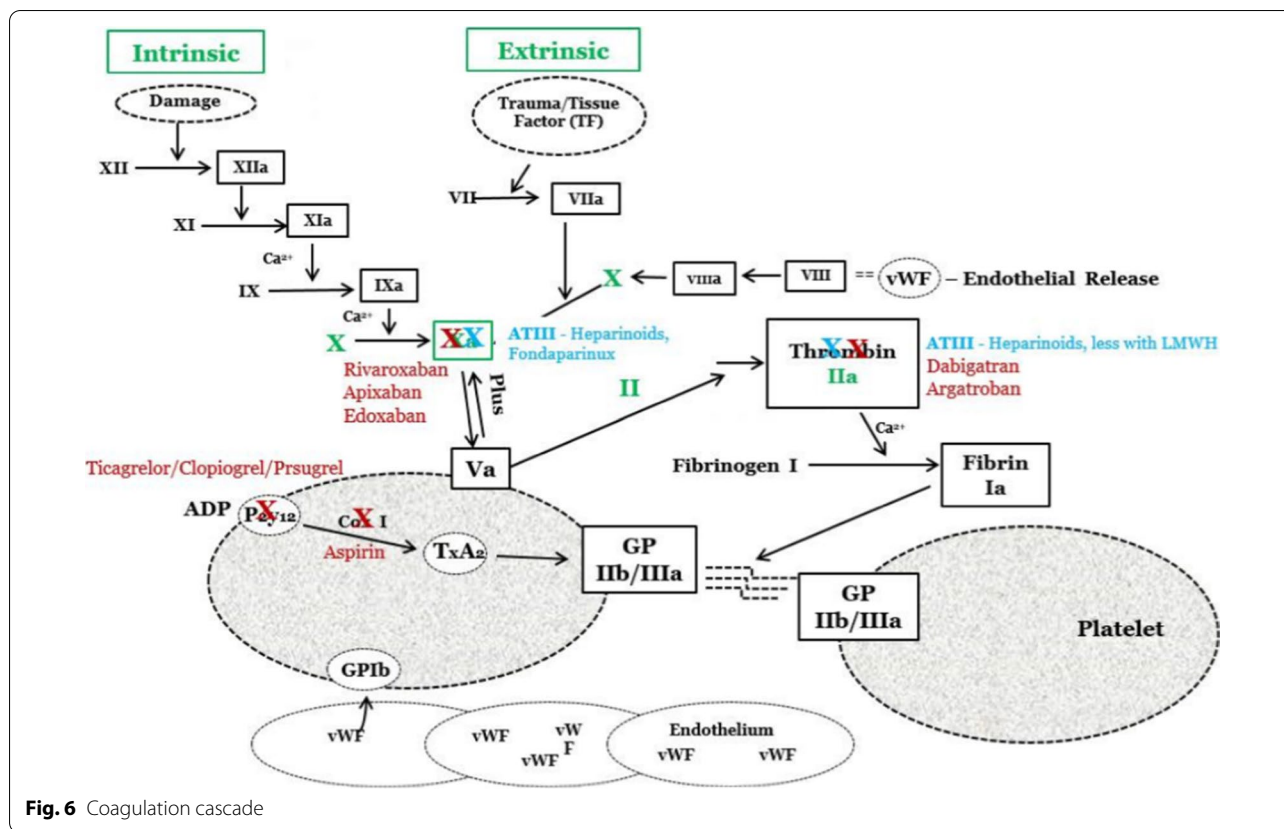 Intrinsic
Extrinsic
Damage
Trauma/Tissue
Factor (TF)
XII
XIIa
VII
VIIa
XI
XIa
Ca²⁺
IX
IXa
Ca²⁺
X
X
VIIIa
VIII
==
vWF
– Endothelial Release
X
Xa
X
ATIII - Heparinoids,
Fondaparinux
Rivaroxaban
Apixaban
Edoxaban
Plus
II
Thrombin
X
X
IIa
ATIII - Heparinoids, less with LMWH
Dabigatran
Argatroban
Ca²⁺
Va
Fibrinogen I
Fibrin
Ia
Ticagrelor/Clopiogrel/Prsugrel
ADP
P2y12
X
Cox I
X
Aspirin
TxA₂
GP
IIb/IIIa
GP
IIb/IIIa
Platelet
GPIb
vWF
vWF
vW
F
vWF
Endothelium
vWF
vWF
Fig. 6 Coagulation cascade